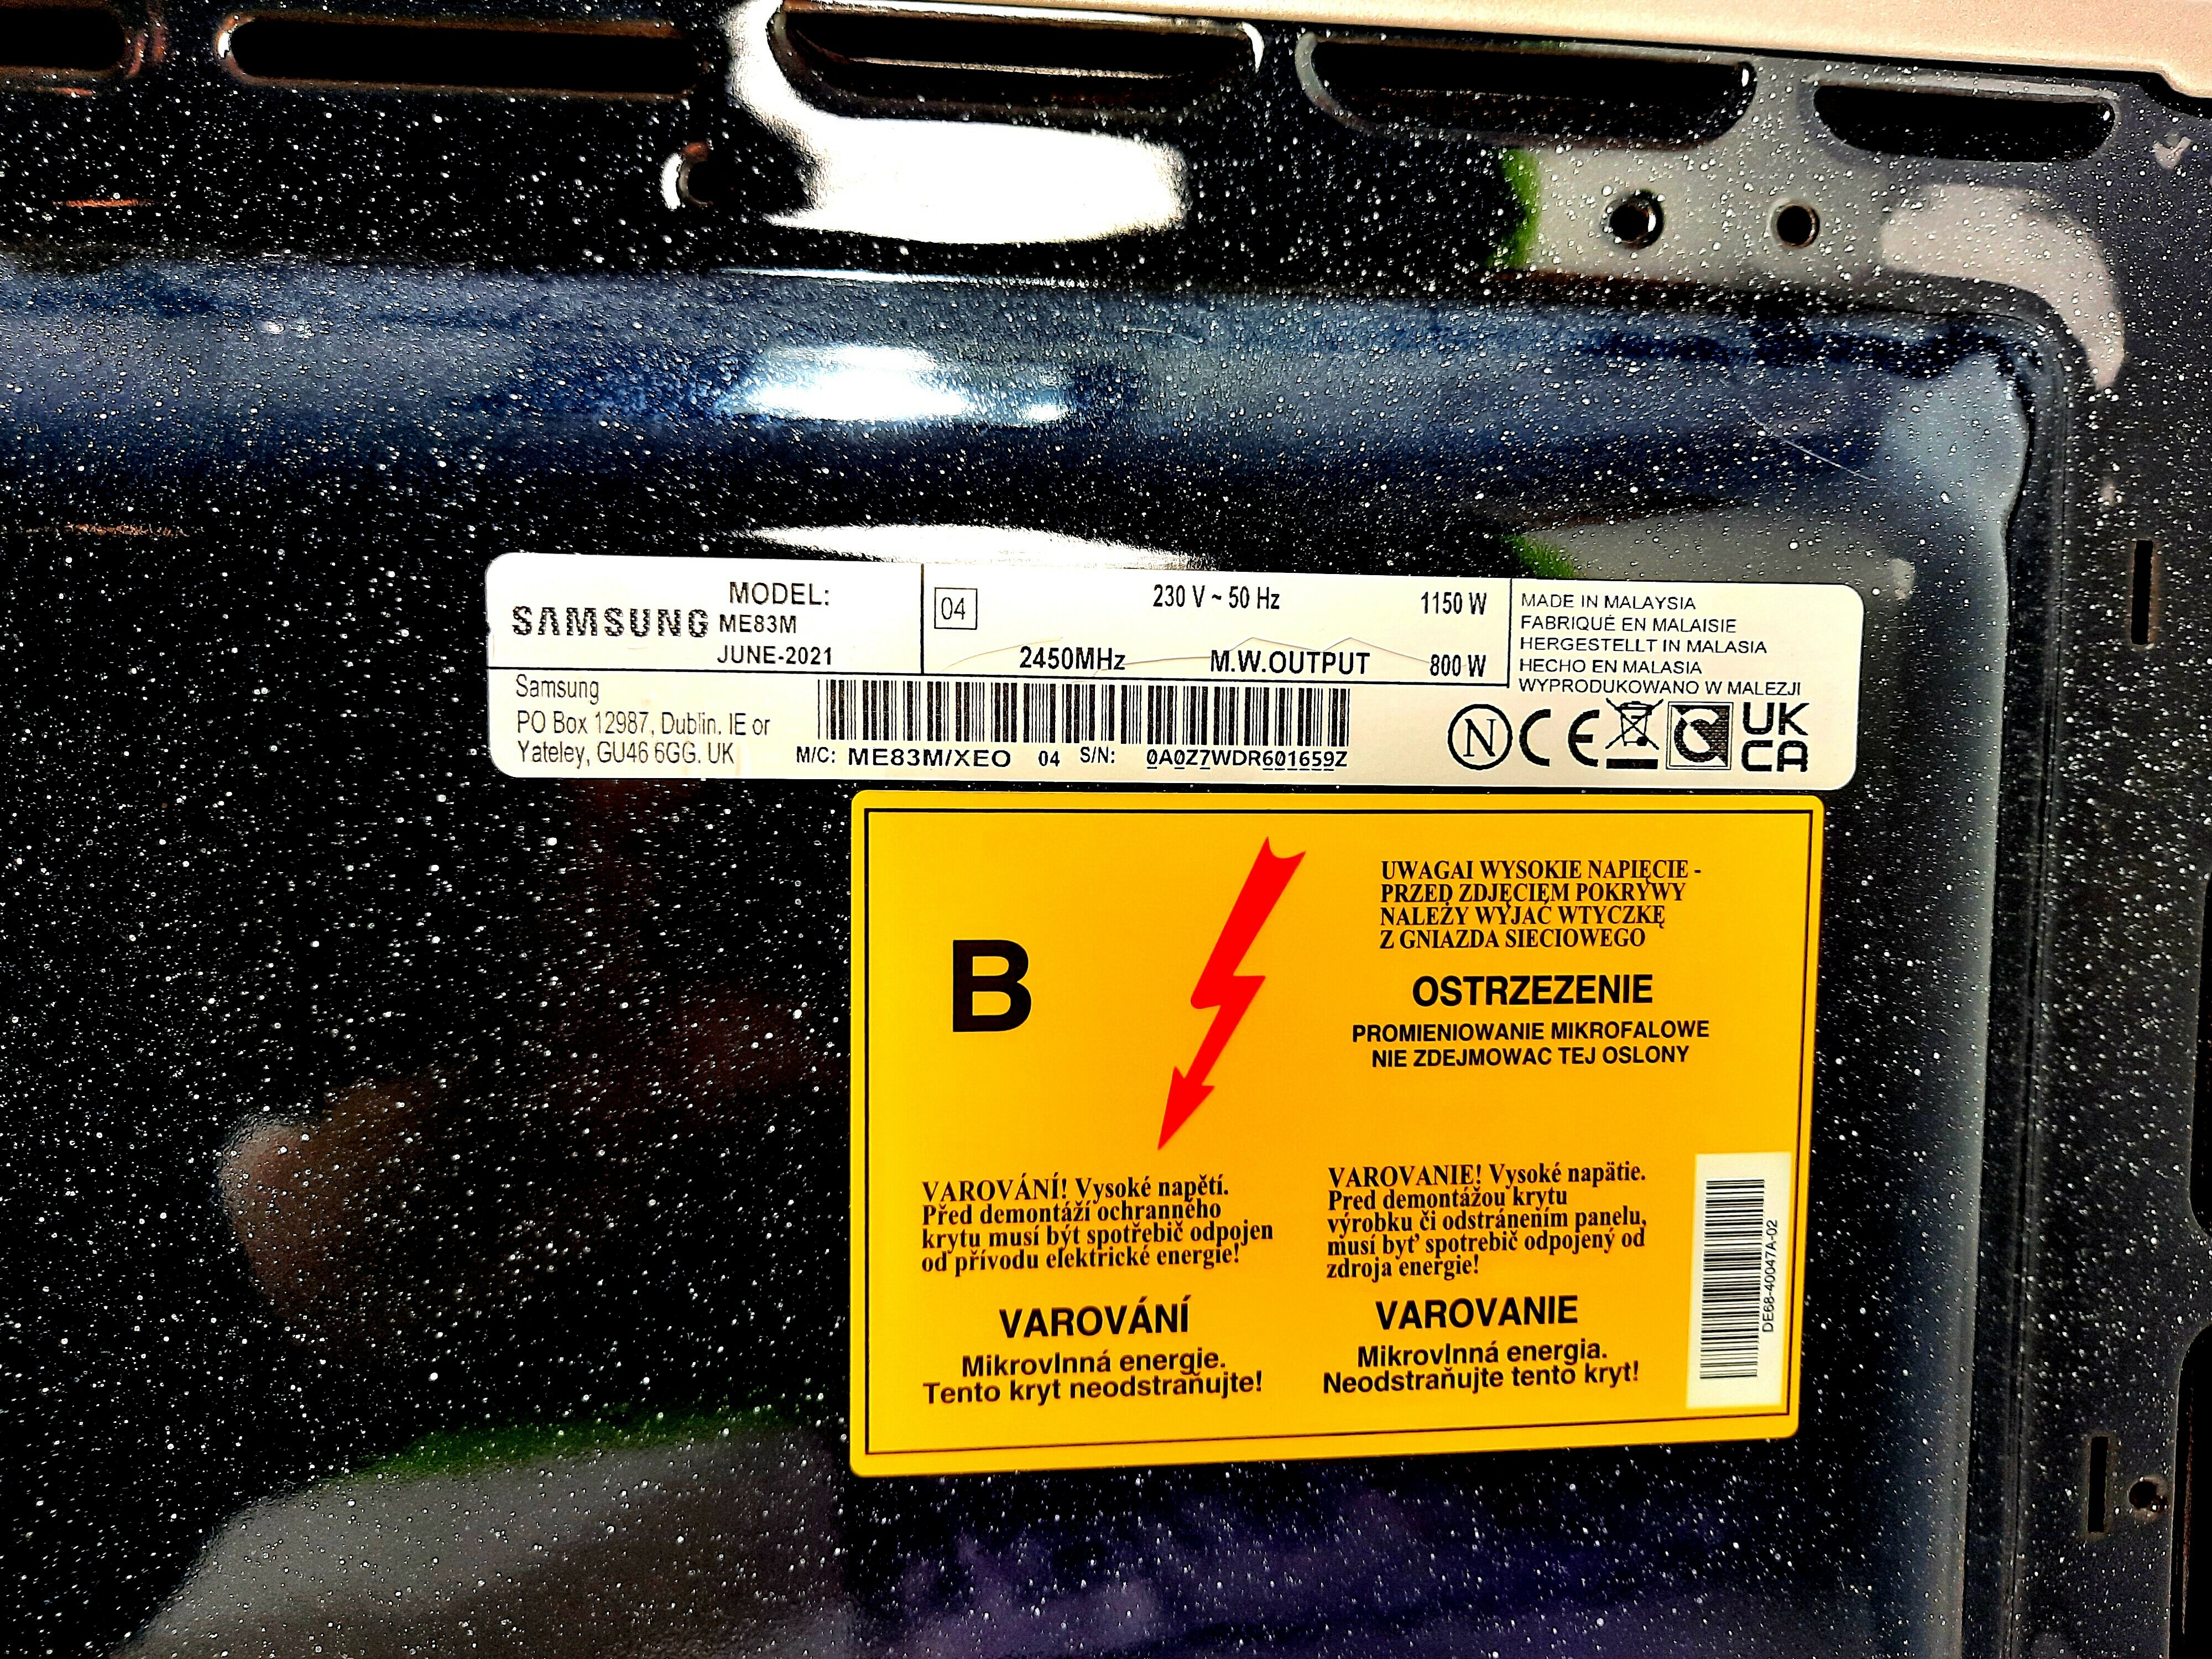 SAMSUNG
MODEL:
ME83M
JUNE-2021
04
230 V ~ 50 Hz
1150 W
2450MHz
M.W.OUTPUT
800 W
MADE IN MALAYSIA
FABRIQUÉ EN MALAISIE
HERGESTELLT IN MALASIA
HECHO EN MALASIA
WYPRODUKOWANO W MALEZJI
Samsung
PO Box 12987, Dublin. IE or
Yateley, GU46 6GG. UK
M/C: ME83M/XEO 04 S/N: 0A0Z7WDR601659Z
N
CE
UK
CA
B
UWAGAI WYSOKIE NAPIĘCIE -
PRZED ZDJĘCIEM POKRYWY
NALEŻY WYJAĆ WTYCZKĘ
Z GNIAZDA SIECIOWEGO
OSTRZEZENIE
PROMIENIOWANIE MIKROFALOWE
NIE ZDEJMOWAC TEJ OSLONY
VAROVÁNÍ! Vysoké napětí.
Před demontáží ochranného
krytu musí být spotřebič odpojen
od přívodu elektrické energie!
VAROVÁNÍ
Mikrovlnná energie.
Tento kryt neodstraňujte!
VAROVANIE! Vysoké napätie.
Pred demontážou krytu
výrobku či odstránením panelu,
musí byť spotrebič odpojený od
zdroja energie!
VAROVANIE
Mikrovlnná energia.
Neodstraňujte tento kryt!
DE68-40047A-02